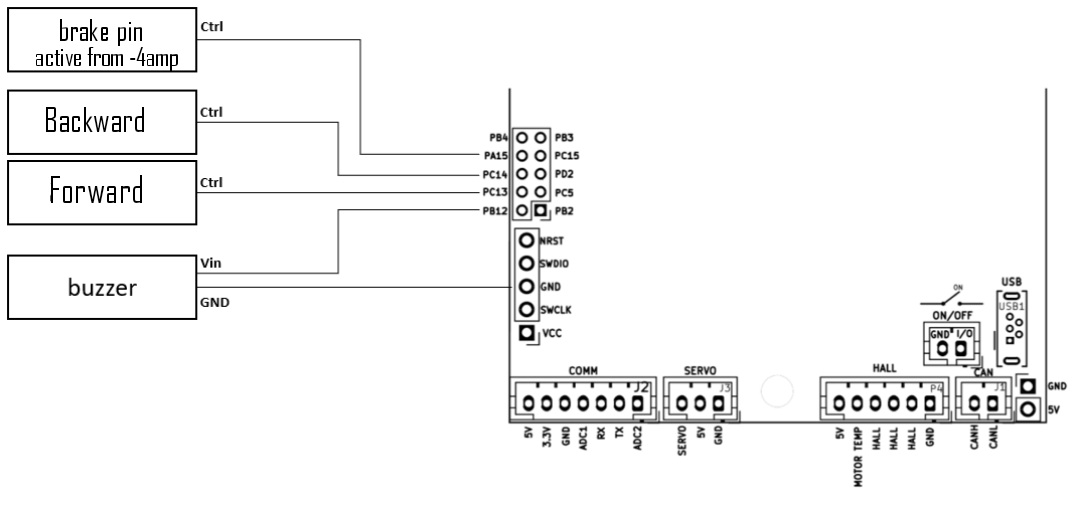 brake pin
active from -4amp
Ctrl
Backward
Ctrl
Forward
Ctrl
buzzer
Vin
GND
PB4 PB3
PA15 PC15
PC14 PD2
PC13 PC5
PB12 PB2
NRST
SWDIO
GND
SWCLK
VCC
ON
ON/OFF
GND I/O
USB
USB1
COMM
J2
5V
3.3V
GND
ADC1
RX
TX
ADC2
SERVO
J3
SERVO
5V
GND
HALL
P4
5V
MOTOR TEMP
HALL
HALL
HALL
GND
CAN
J1
CANH
CANL
GND
5V